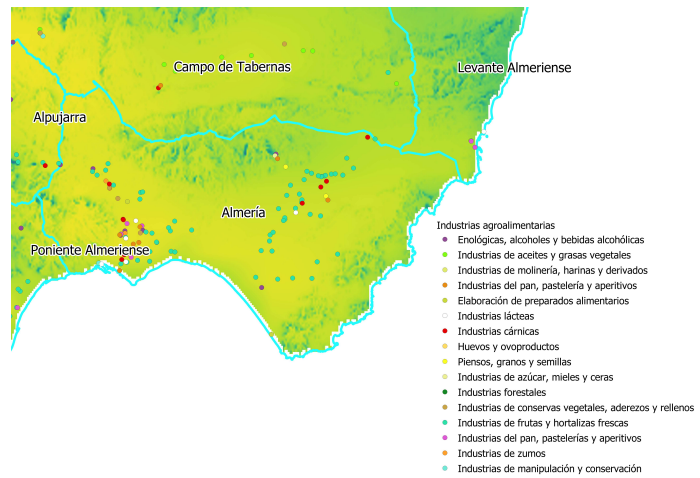 Campo de Tabernas
Levante Almeriense
Alpujarra
Almería
Poniente Almeriense
Industrias agroalimentarias
Enológicas, alcoholes y bebidas alcohólicas
Industrias de aceites y grasas vegetales
Industrias de molinería, harinas y derivados
Industrias del pan, pastelería y aperitivos
Elaboración de preparados alimentarios
Industrias lácteas
Industrias cárnicas
Huevos y ovoproductos
Piensos, granos y semillas
Industrias de azúcar, mieles y ceras
Industrias forestales
Industrias de conservas vegetales, aderezos y rellenos
Industrias de frutas y hortalizas frescas
Industrias del pan, pastelerías y aperitivos
Industrias de zumos
Industrias de manipulación y conservación